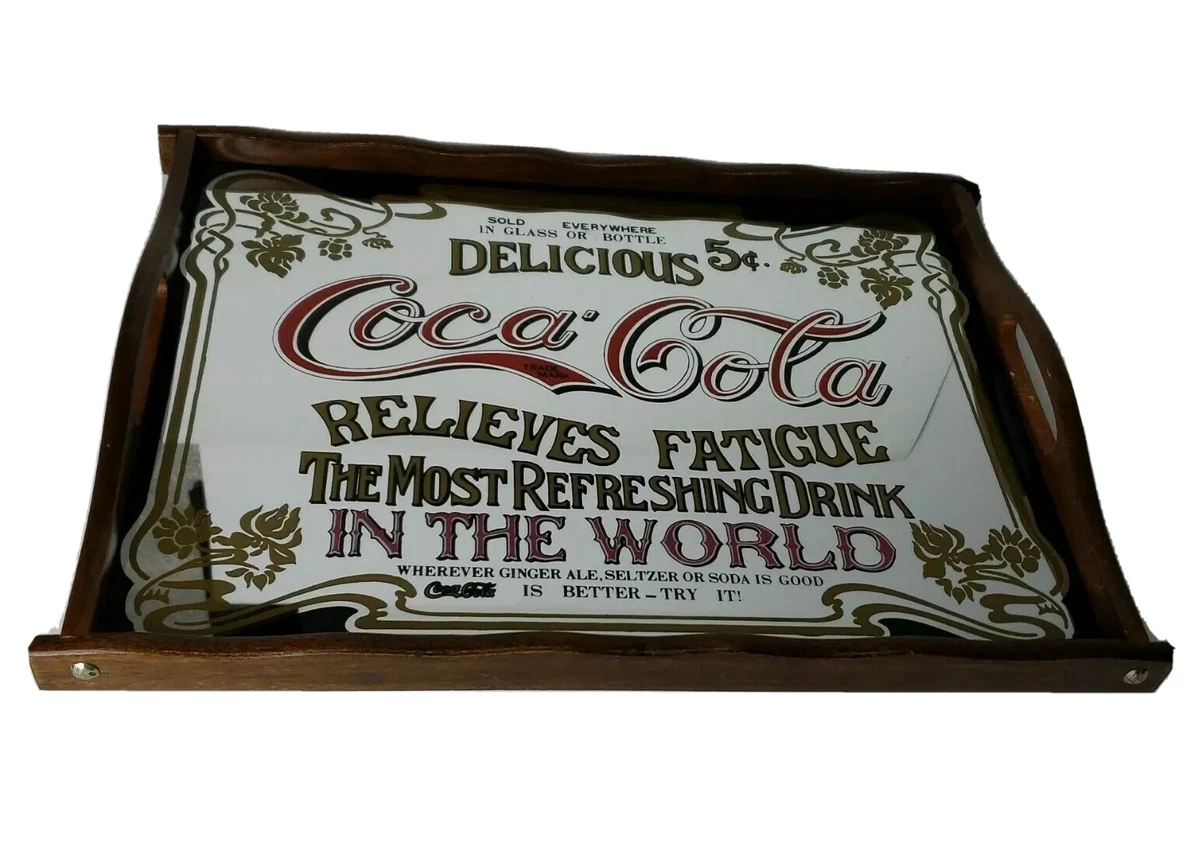 SOLD EVERYWHERE
IN GLASS OR BOTTLE
DELICIOUS 5¢.
Coca-Cola
TRADE MARK
RELIEVES FATIGUE
THE MOST REFRESHING DRINK
IN THE WORLD
WHEREVER GINGER ALE, SELTZER OR SODA IS GOOD
Coca-Cola IS BETTER – TRY IT!